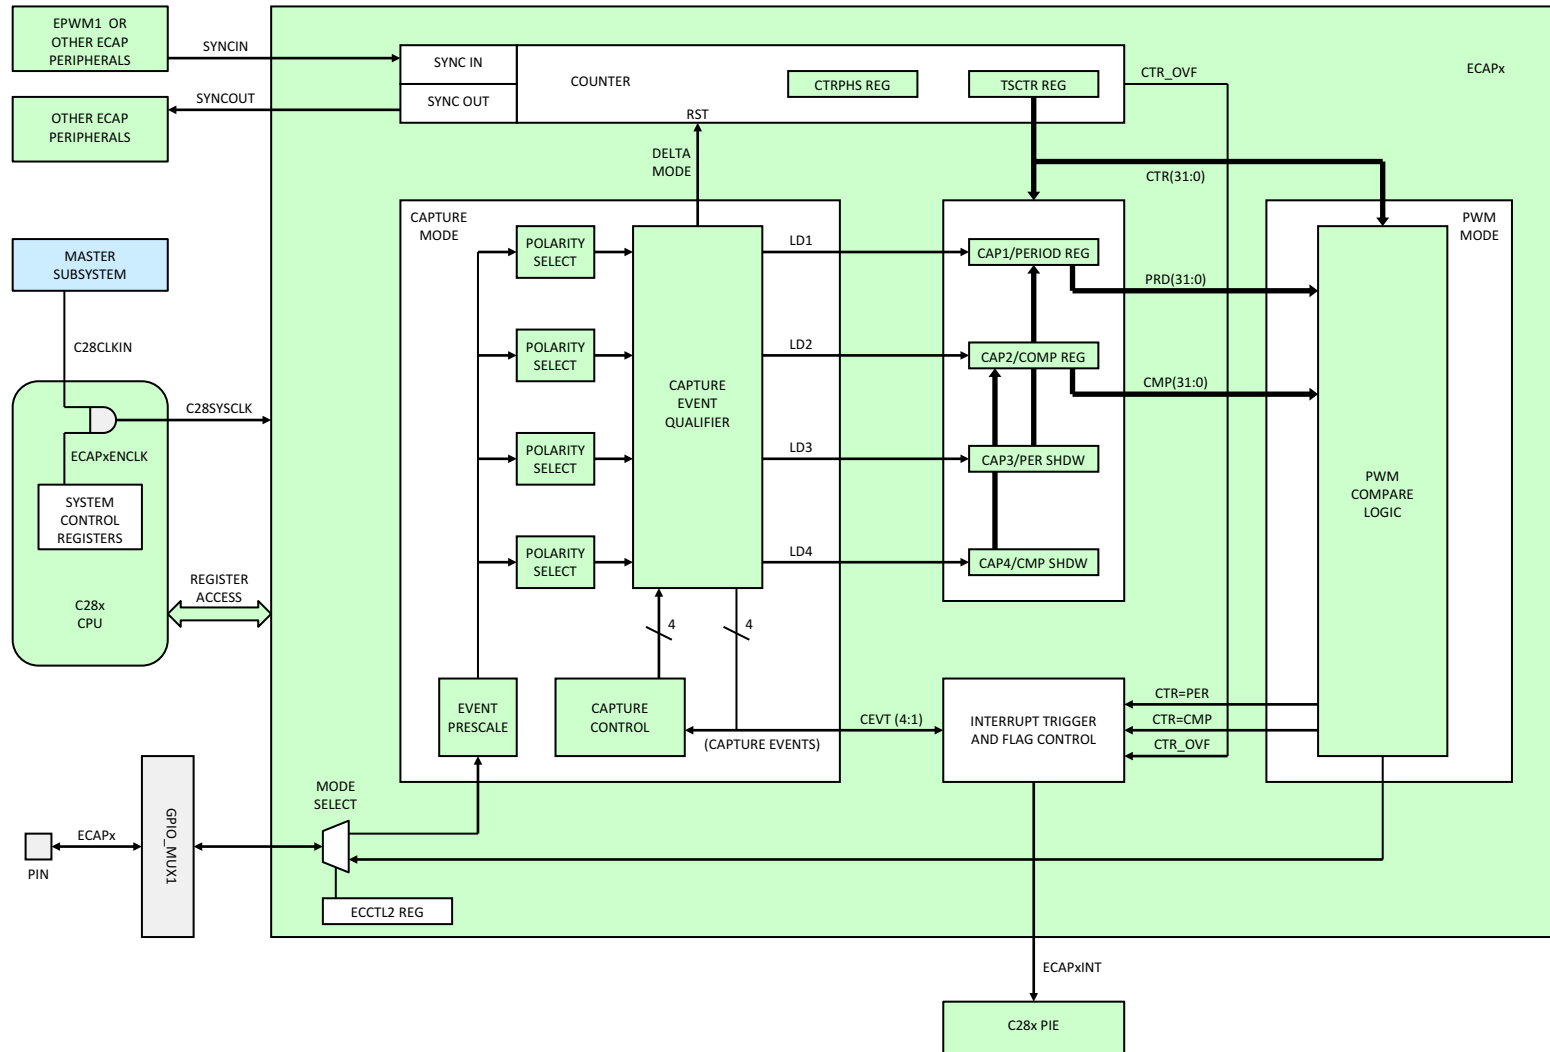 EPWM1 OR
OTHER ECAP
PERIPHERALS
SYNCIN
SYNC IN
COUNTER
CTRPHS REG
TSCTR REG
CTR_OVF
ECAPx
OTHER ECAP
PERIPHERALS
SYNCOUT
SYNC OUT
RST
DELTA
MODE
CTR(31:0)
CAPTURE
MODE
POLARITY
SELECT
LD1
CAP1/PERIOD REG
PRD(31:0)
PWM
MODE
MASTER
SUBSYSTEM
C28CLKIN
POLARITY
SELECT
LD2
CAP2/COMP REG
CMP(31:0)
CAPTURE
EVENT
QUALIFIER
C28SYSCLK
ECAPxENCLK
POLARITY
SELECT
LD3
CAP3/PER SHDW
PWM
COMPARE
LOGIC
SYSTEM
CONTROL
REGISTERS
POLARITY
SELECT
LD4
CAP4/CMP SHDW
REGISTER
ACCESS
C28x
CPU
4
4
EVENT
PRESCALE
CAPTURE
CONTROL
CEVT (4:1)
(CAPTURE EVENTS)
INTERRUPT TRIGGER
AND FLAG CONTROL
CTR=PER
CTR=CMP
CTR_OVF
MODE
SELECT
ECAPx
PIN
GPIO_MUX1
ECCTL2 REG
ECAPxINT
C28x PIE